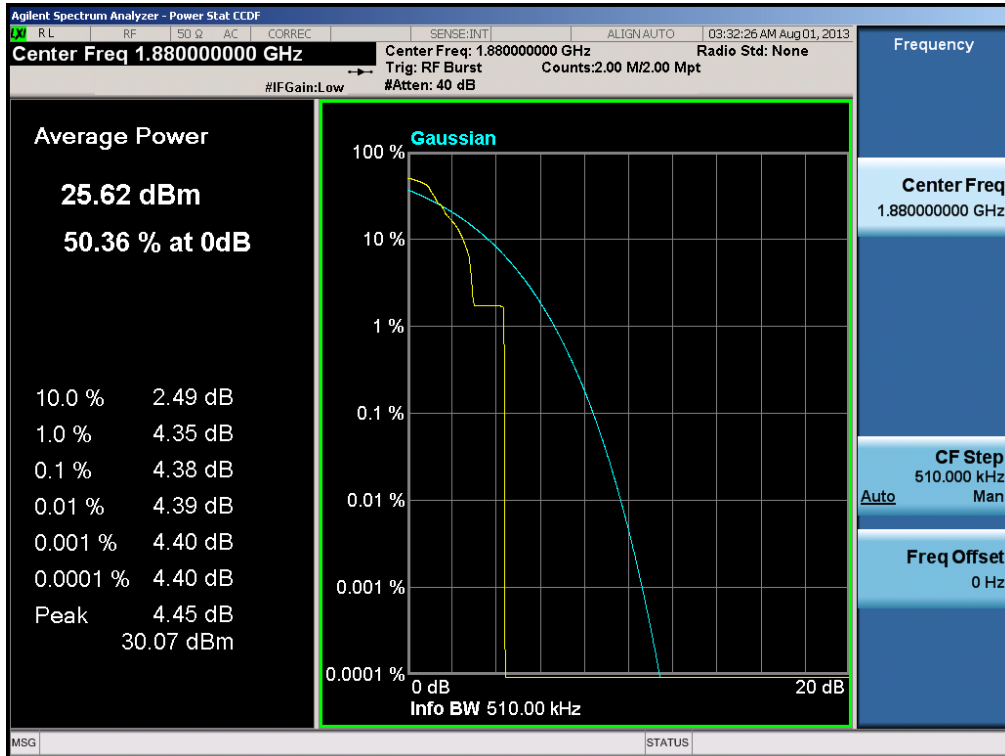 Agilent Spectrum Analyzer - Power Stat CCDF
LXI RL RF 50 Ω AC CORREC SENSE:INT ALIGN AUTO 03:32:26 AM Aug 01, 2013
Center Freq 1.880000000 GHz
Center Freq: 1.880000000 GHz Radio Std: None
Trig: RF Burst Counts:2.00 M/2.00 Mpt
#IFGain:Low #Atten: 40 dB
Average Power
25.62 dBm
50.36 % at 0dB
10.0 % 2.49 dB
1.0 % 4.35 dB
0.1 % 4.38 dB
0.01 % 4.39 dB
0.001 % 4.40 dB
0.0001 % 4.40 dB
Peak 4.45 dB
30.07 dBm
Gaussian
100 %
10 %
1 %
0.1 %
0.01 %
0.001 %
0.0001 %
0 dB 20 dB
Info BW 510.00 kHz
Frequency
Center Freq
1.880000000 GHz
CF Step
510.000 kHz
Auto Man
Freq Offset
0 Hz
MSG STATUS